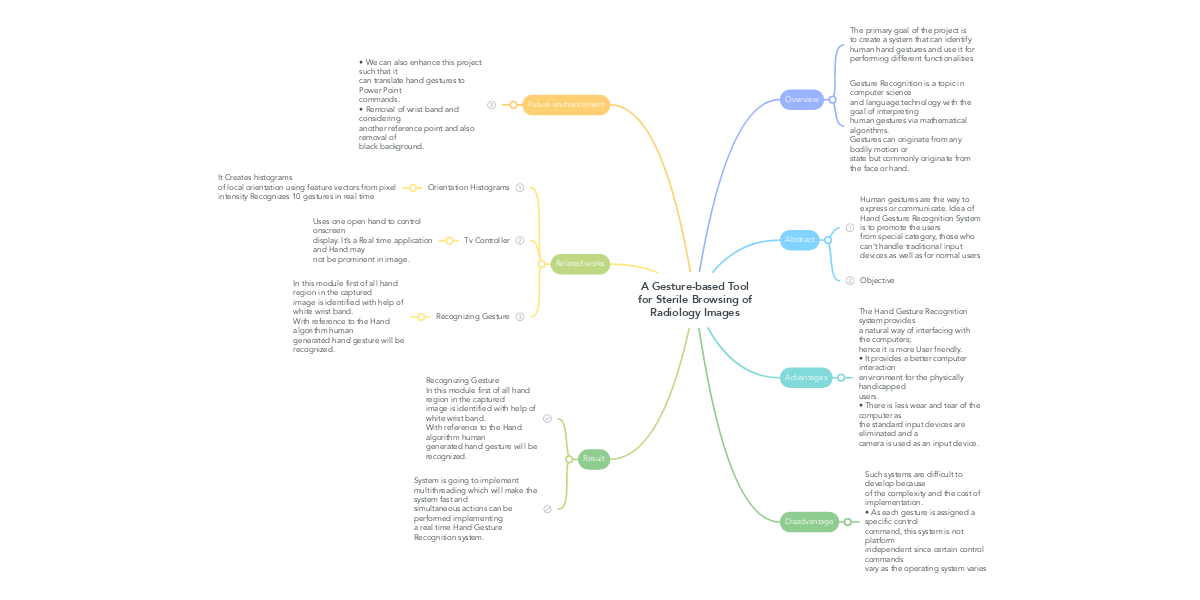 A Gesture-based Tool
for Sterile Browsing of
Radiology Images
Overview
The primary goal of the project is
to create a system that can identify
human hand gestures and use it for
performing different functionalities
Gesture Recognition is a topic in
computer science
and language technology with the
goal of interpreting
human gestures via mathematical
algorithms.
Gestures can originate from any
bodily motion or
state but commonly originate from
the face or hand.
Abstract
1
Human gestures are the way to
express or communicate. Idea of
Hand Gesture Recognition System
is to promote the users
from special category, those who
can't handle traditional input
devices as well as for normal users
2
Objective
Advantages
The Hand Gesture Recognition
system provides
a natural way of interfacing with
the computers;
hence it is more User friendly.
• It provides a better computer
interaction
environment for the physically
handicapped
users.
• There is less wear and tear of the
computer as
the standard input devices are
eliminated and a
camera is used as an input device.
Disadvantage
Such systems are difficult to
develop because
of the complexity and the cost of
implementation.
• As each gesture is assigned a
specific control
command, this system is not
platform
independent since certain control
commands
vary as the operating system varies
Future enchancement
2
• We can also enhance this project
such that it
can translate hand gestures to
Power Point
commands.
• Removal of wrist band and
considering
another reference point and also
removal of
black background.
Related works
1
Orientation Histograms
It Creates histograms
of local orientation using feature vectors from pixel
intensity Recognizes 10 gestures in real time
2
Tv Controller
Uses one open hand to control
onscreen
display. It's a Real time application
and Hand may
not be prominent in image.
3
Recognizing Gesture
In this module first of all hand
region in the captured
image is identified with help of
white wrist band.
With reference to the Hand
algorithm human
generated hand gesture will be
recognized.
Result
Recognizing Gesture
In this module first of all hand
region in the captured
image is identified with help of
white wrist band.
With reference to the Hand
algorithm human
generated hand gesture will be
recognized.
System is going to implement
multithreading which will make the
system fast and
simultaneous actions can be
performed implementing
a real time Hand Gesture
Recognition system.